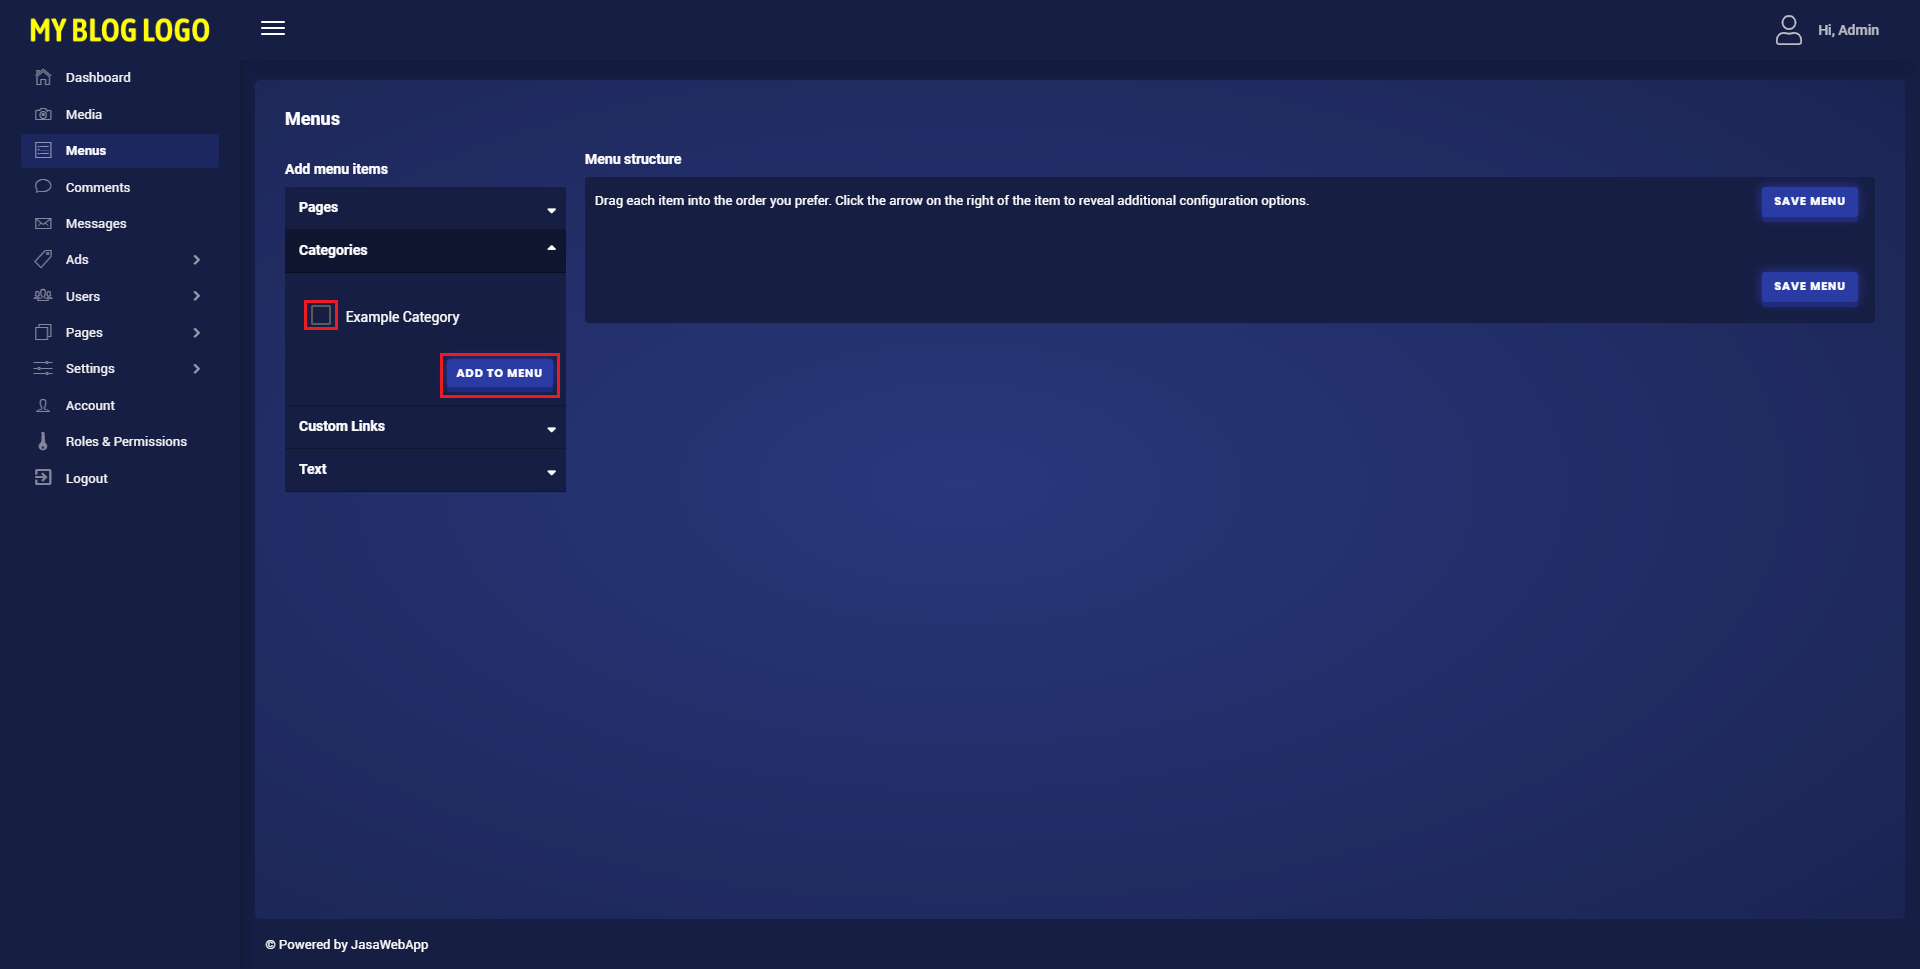 MY BLOG LOGO
Hi, Admin
Dashboard
Media
Menus
Comments
Messages
Ads
Users
Pages
Settings
Account
Roles & Permissions
Logout
Menus
Add menu items
Pages
Categories
Example Category
ADD TO MENU
Custom Links
Text
Menu structure
Drag each item into the order you prefer. Click the arrow on the right of the item to reveal additional configuration options.
SAVE MENU
SAVE MENU
© Powered by JasaWebApp